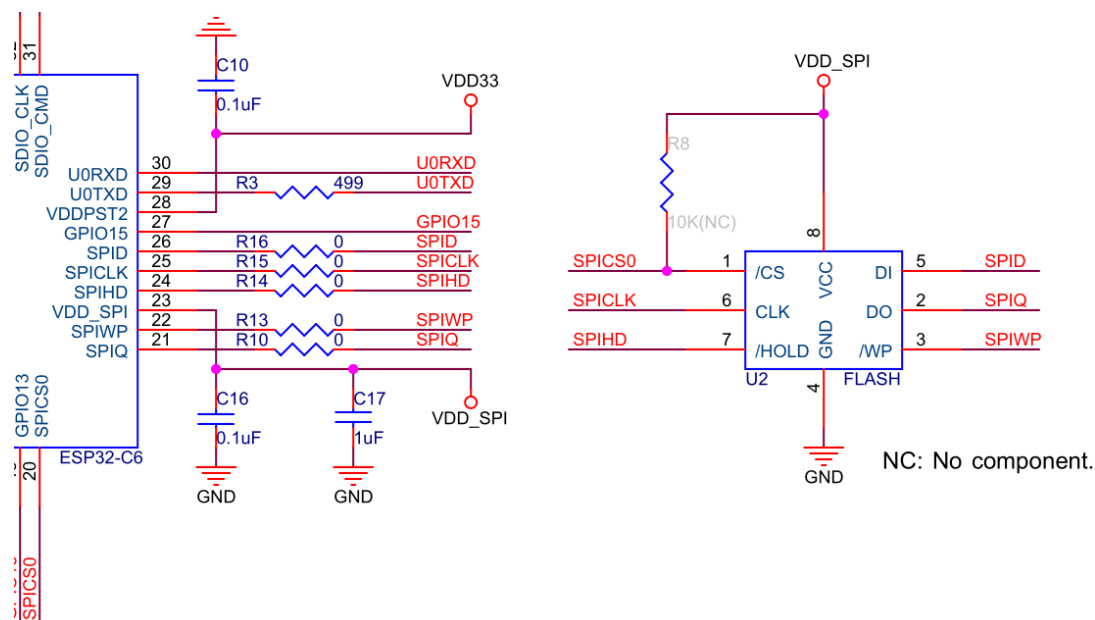 31
SDIO_CLK
SDIO_CMD
C10
0.1uF
VDD33
U0RXD 30 U0RXD
U0TXD 29 R3 499 U0TXD
VDDPST2 28
GPIO15 27 GPIO15
SPID 26 R16 0 SPID
SPICLK 25 R15 0 SPICLK
SPIHD 24 R14 0 SPIHD
VDD_SPI 23
SPIWP 22 R13 0 SPIWP
SPIQ 21 R10 0 SPIQ
GPIO13
SPICS0
ESP32-C6
20
SPICS0
C16
0.1uF
GND
C17
1uF
GND
VDD_SPI
VDD_SPI
R8
10K(NC)
8
SPICS0 1 /CS VCC DI 5 SPID
SPICLK 6 CLK DO 2 SPIQ
SPIHD 7 /HOLD GND /WP 3 SPIWP
U2 FLASH
4
GND
NC: No component.